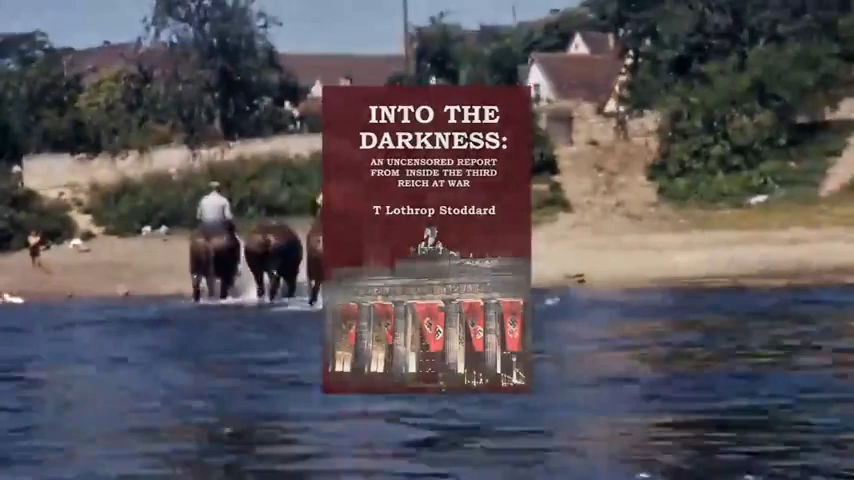 INTO THE
DARKNESS:
AN UNCENSORED REPORT
FROM INSIDE THE THIRD
REICH AT WAR
T Lothrop Stoddard